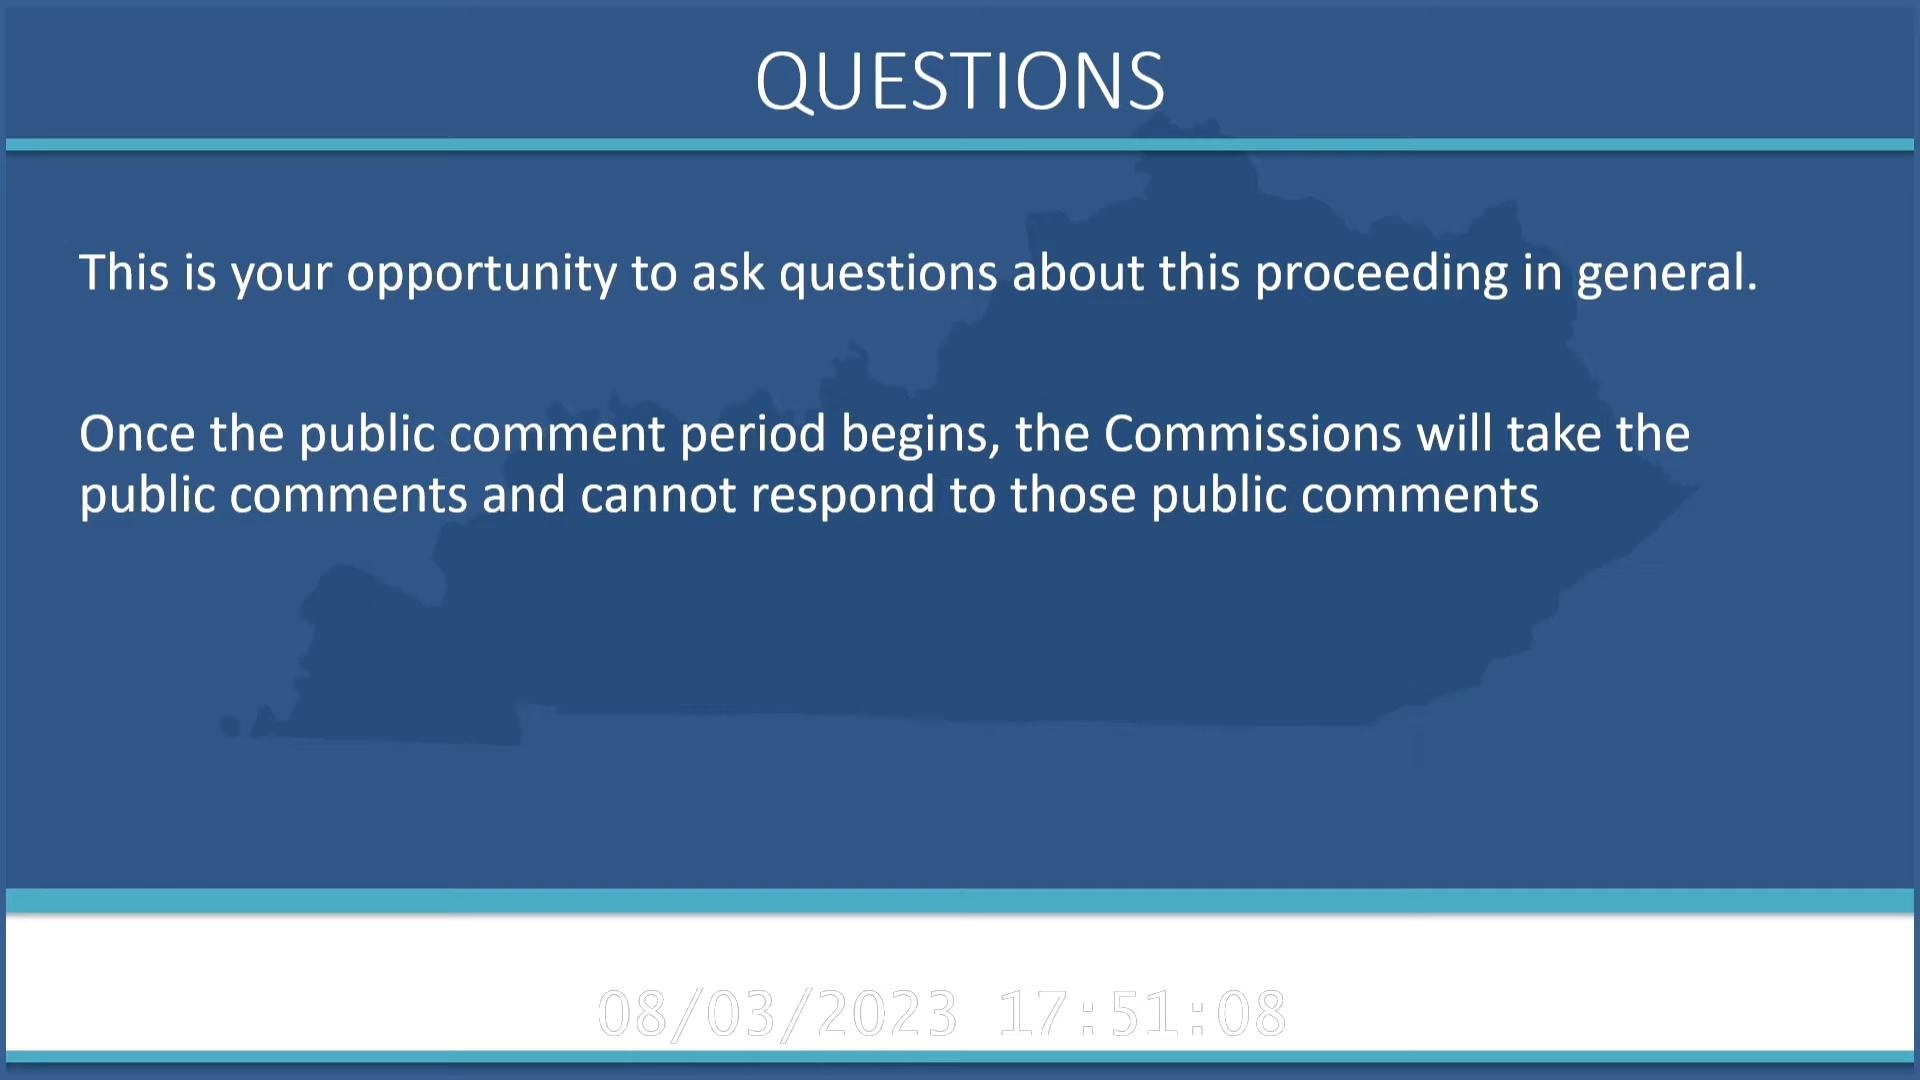 QUESTIONS
This is your opportunity to ask questions about this proceeding in general.
Once the public comment period begins, the Commissions will take the
public comments and cannot respond to those public comments
08/03/2023 17:51:08